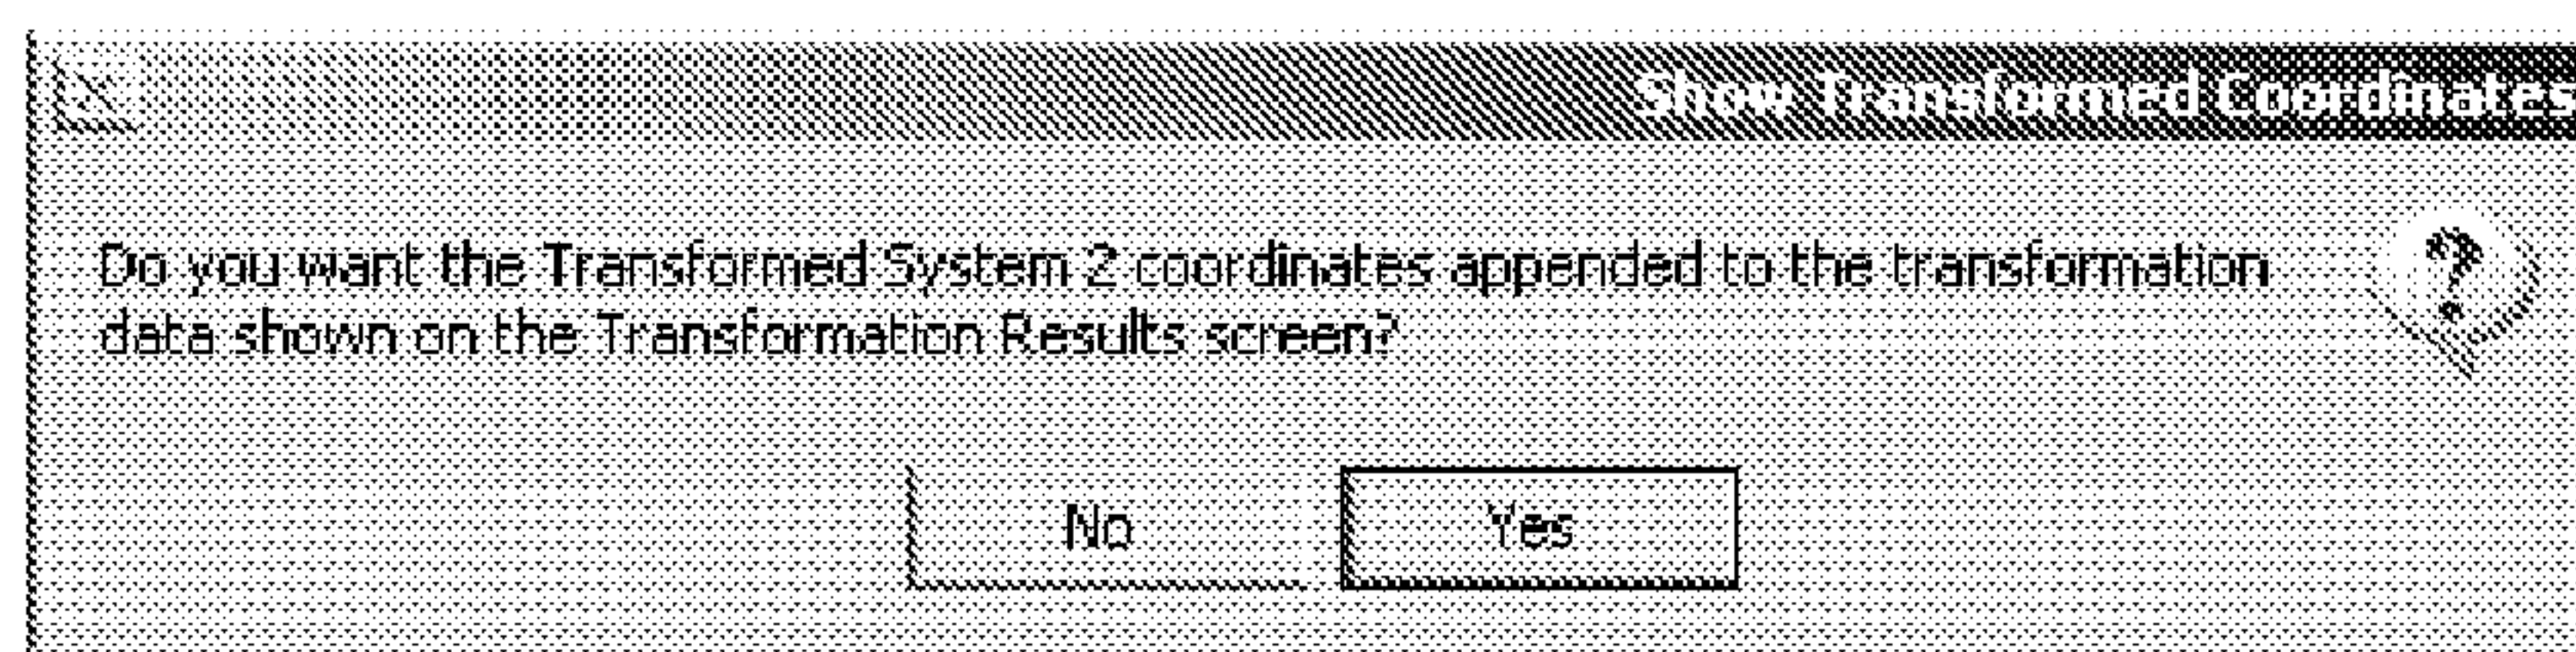 Show Transformed Coordinates
Do you want the Transformed System 2 coordinates appended to the transformation
data shown on the Transformation Results screen?
No
Yes